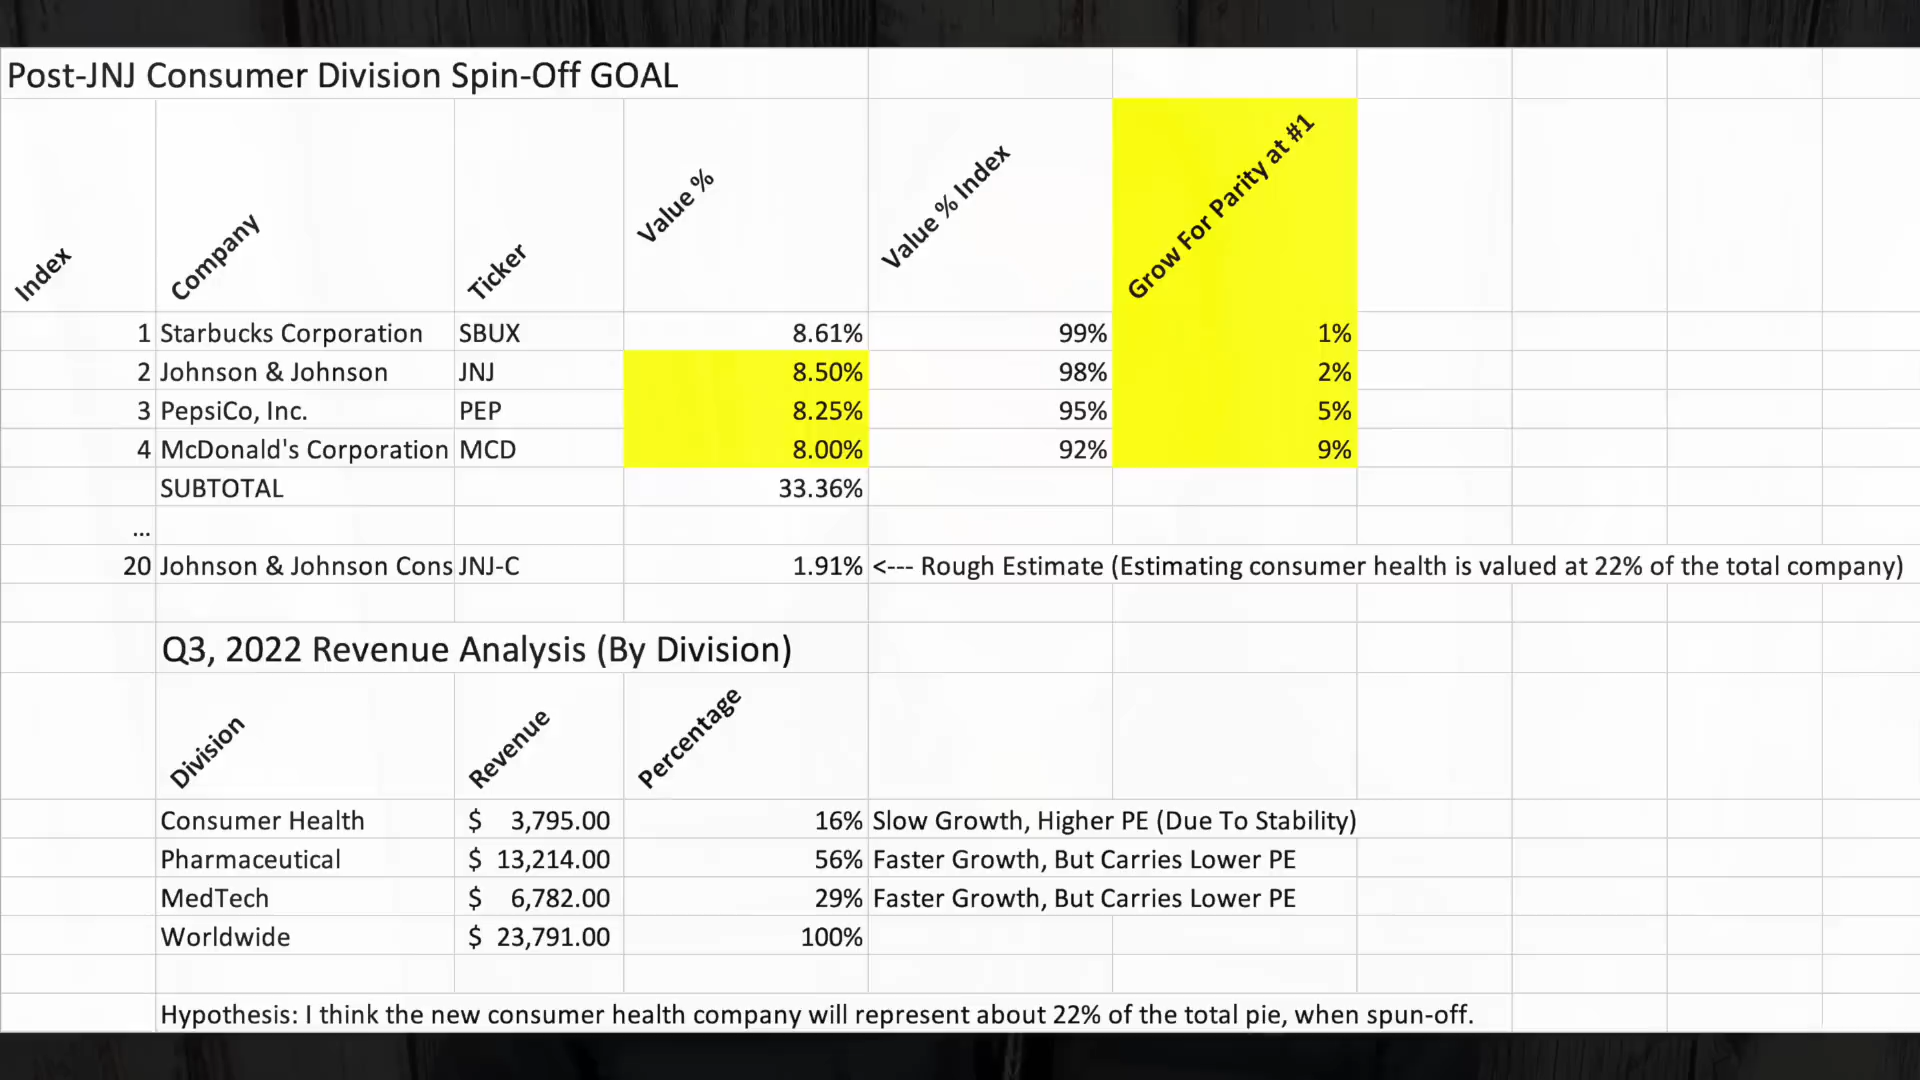 Post-JNJ Consumer Division Spin-Off GOAL
Index Company Ticker Value % Value % Index Grow For Parity at #1
1 Starbucks Corporation SBUX 8.61% 99% 1%
2 Johnson & Johnson JNJ 8.50% 98% 2%
3 PepsiCo, Inc. PEP 8.25% 95% 5%
4 McDonald's Corporation MCD 8.00% 92% 9%
SUBTOTAL 33.36%
...
20 Johnson & Johnson Cons JNJ-C 1.91% <--- Rough Estimate (Estimating consumer health is valued at 22% of the total company)
Q3, 2022 Revenue Analysis (By Division)
Division Revenue Percentage
Consumer Health $ 3,795.00 16% Slow Growth, Higher PE (Due To Stability)
Pharmaceutical $ 13,214.00 56% Faster Growth, But Carries Lower PE
MedTech $ 6,782.00 29% Faster Growth, But Carries Lower PE
Worldwide $ 23,791.00 100%
Hypothesis: I think the new consumer health company will represent about 22% of the total pie, when spun-off.